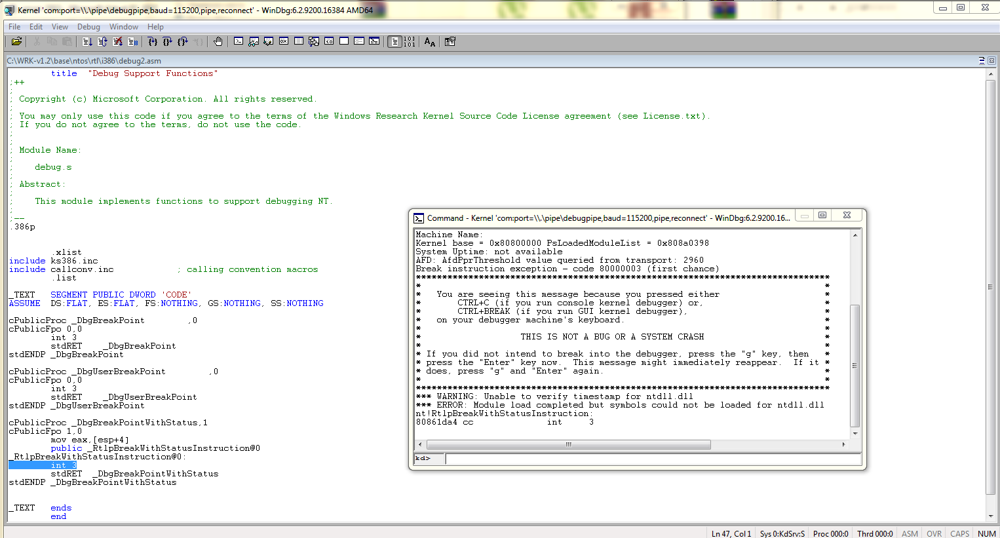 Kernel 'com:port=\\.\pipe\debugpipe,baud=115200,pipe,reconnect' - WinDbg:6.2.9200.16384 AMD64
File Edit View Debug Window Help
C:\WRK-v1.2\base\ntos\rtl\i386\debug2.asm
title "Debug Support Functions"
;++
;
; Copyright (c) Microsoft Corporation. All rights reserved.
;
; You may only use this code if you agree to the terms of the Windows Research Kernel Source Code License agreement (see License.txt).
; If you do not agree to the terms, do not use the code.
;
;
; Module Name:
;
; debug.s
;
; Abstract:
;
; This module implements functions to support debugging NT.
;
;--
.386p
.xlist
include ks386.inc
include callconv.inc ; calling convention macros
.list
_TEXT SEGMENT PUBLIC DWORD 'CODE'
ASSUME DS:FLAT, ES:FLAT, FS:NOTHING, GS:NOTHING, SS:NOTHING
cPublicProc _DbgBreakPoint ,0
cPublicFpo 0,0
int 3
stdRET _DbgBreakPoint
stdENDP _DbgBreakPoint
cPublicProc _DbgUserBreakPoint ,0
cPublicFpo 0,0
int 3
stdRET _DbgUserBreakPoint
stdENDP _DbgUserBreakPoint
cPublicProc _DbgBreakPointWithStatus,1
cPublicFpo 1,0
mov eax,[esp+4]
public _RtlpBreakWithStatusInstruction@0
_RtlpBreakWithStatusInstruction@0:
int 3
stdRET _DbgBreakPointWithStatus
stdENDP _DbgBreakPointWithStatus
_TEXT ends
end
Command - Kernel 'com:port=\\.\pipe\debugpipe,baud=115200,pipe,reconnect' - WinDbg:6.2.9200.16...
Machine Name:
Kernel base = 0x80800000 PsLoadedModuleList = 0x808a0398
System Uptime: not available
AFD: AfdPprThreshold value queried from transport: 2960
Break instruction exception - code 80000003 (first chance)
*******************************************************************************
* *
* You are seeing this message because you pressed either *
* CTRL+C (if you run console kernel debugger) or, *
* CTRL+BREAK (if you run GUI kernel debugger), *
* on your debugger machine's keyboard. *
* *
* THIS IS NOT A BUG OR A SYSTEM CRASH *
* *
* If you did not intend to break into the debugger, press the "g" key, then *
* press the "Enter" key now. This message might immediately reappear. If it *
* does, press "g" and "Enter" again. *
* *
*******************************************************************************
*** WARNING: Unable to verify timestamp for ntdll.dll
*** ERROR: Module load completed but symbols could not be loaded for ntdll.dll
nt!RtlpBreakWithStatusInstruction:
80861da4 cc int 3
kd>
Ln 47, Col 1 Sys 0:KdSrv:S Proc 000:0 Thrd 000:0 ASM OVR CAPS NUM